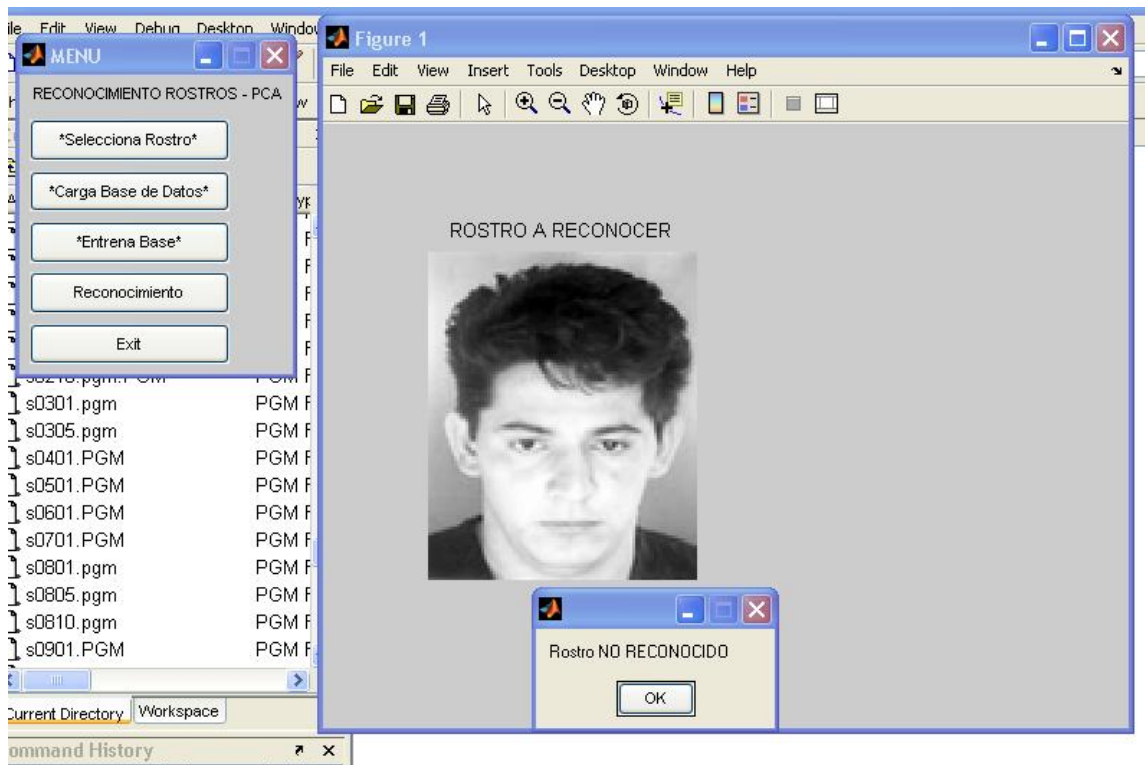 File Edit View Debug Desktop Window
MENU
RECONOCIMIENTO ROSTROS - PCA
*Selecciona Rostro*
*Carga Base de Datos*
*Entrena Base*
Reconocimiento
Exit
s0301.pgm PGM F
s0305.pgm PGM F
s0401.PGM PGM F
s0501.PGM PGM F
s0601.PGM PGM F
s0701.PGM PGM F
s0801.pgm PGM F
s0805.pgm PGM F
s0810.pgm PGM F
s0901.PGM PGM F
Current Directory Workspace
Command History
Figure 1
File Edit View Insert Tools Desktop Window Help
ROSTRO A RECONOCER
Rostro NO RECONOCIDO
OK